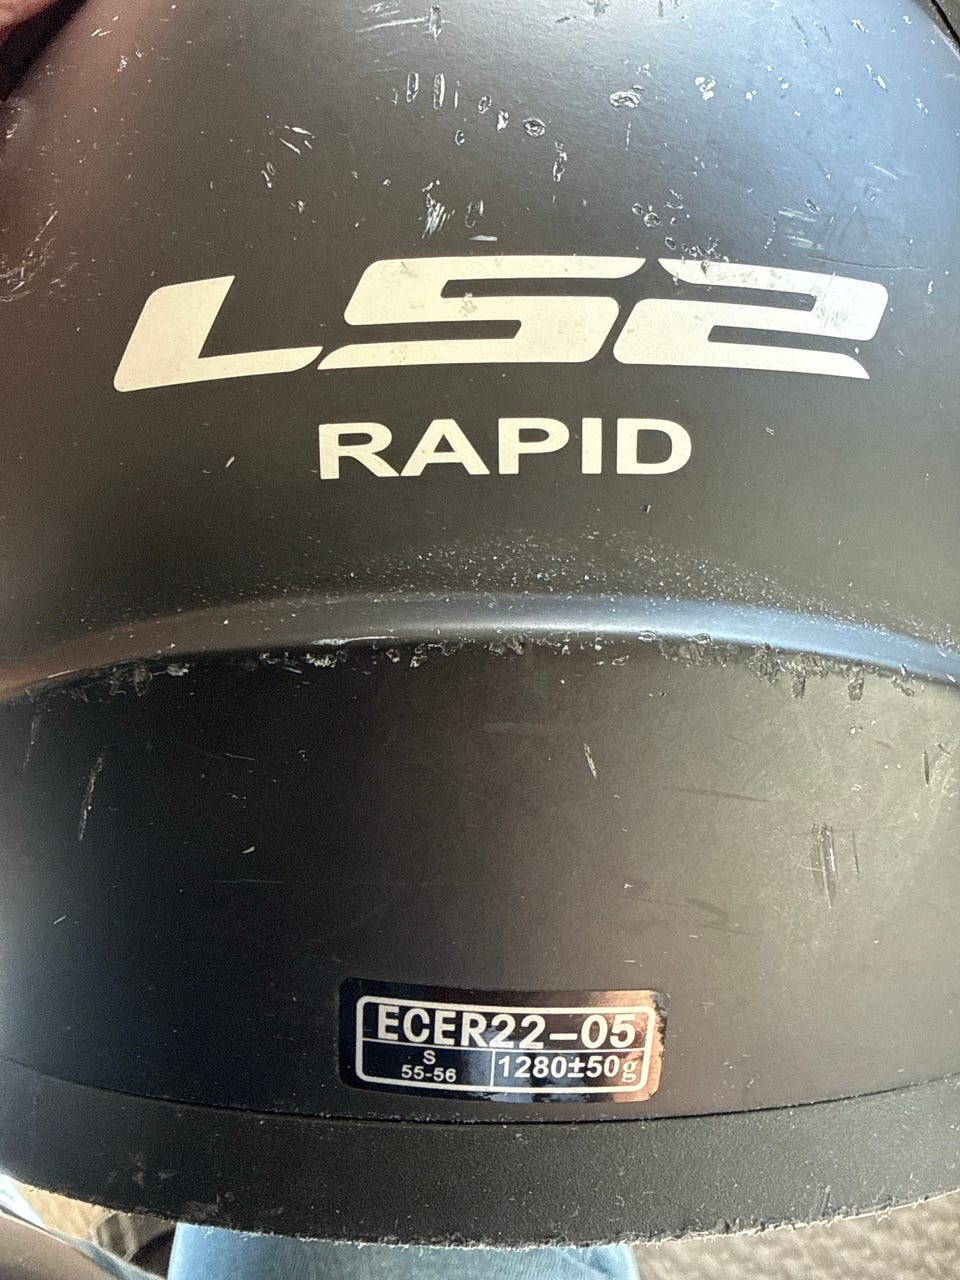 LS2
RAPID
ECER22-05
S
55-56
1280±50g